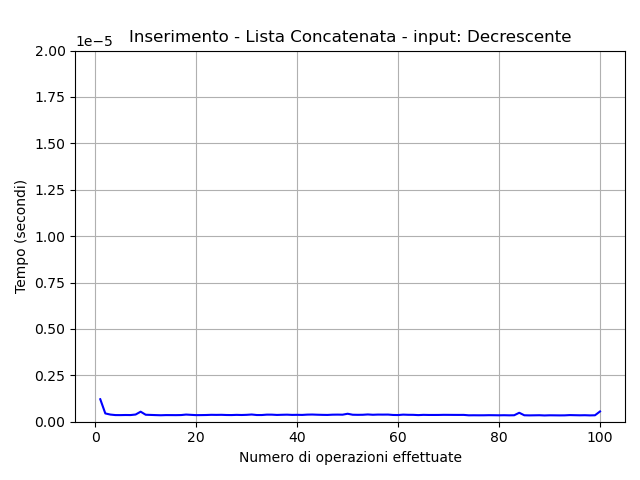 Inserimento - Lista Concatenata - input: Decrescente
1e−5
2.00
1.75
1.50
1.25
1.00
0.75
0.50
0.25
0.00
0 20 40 60 80 100
Tempo (secondi)
Numero di operazioni effettuate